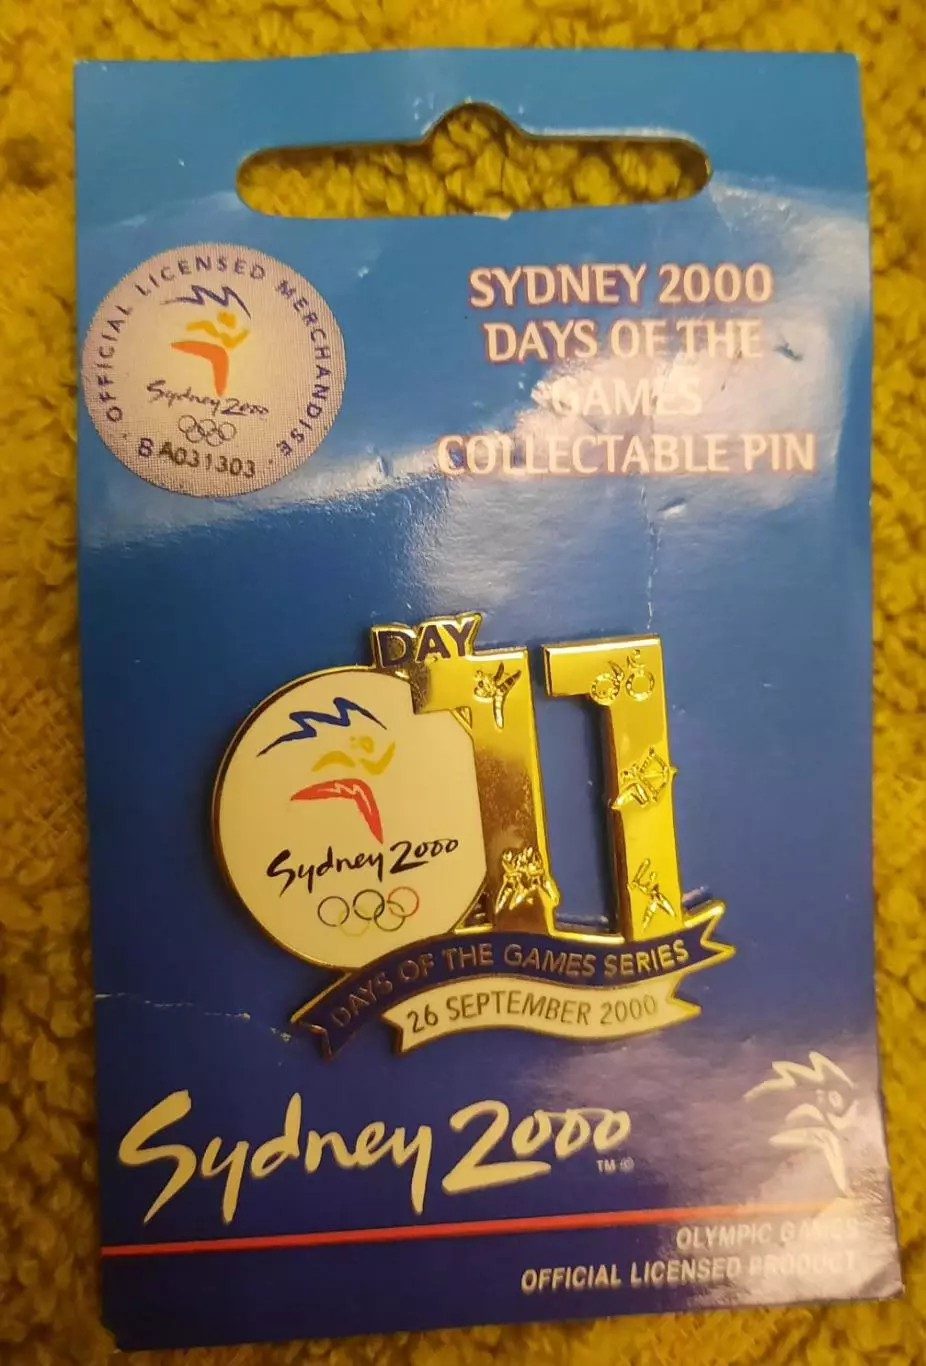 OFFICIAL LICENSED MERCHANDISE
Sydney 2000
BA031303
SYDNEY 2000
DAYS OF THE
GAMES
COLLECTABLE PIN
DAY
11
Sydney 2000
DAYS OF THE GAMES SERIES
26 SEPTEMBER 2000
Sydney 2000
TM ©
OLYMPIC GAMES
OFFICIAL LICENSED PRODUCT